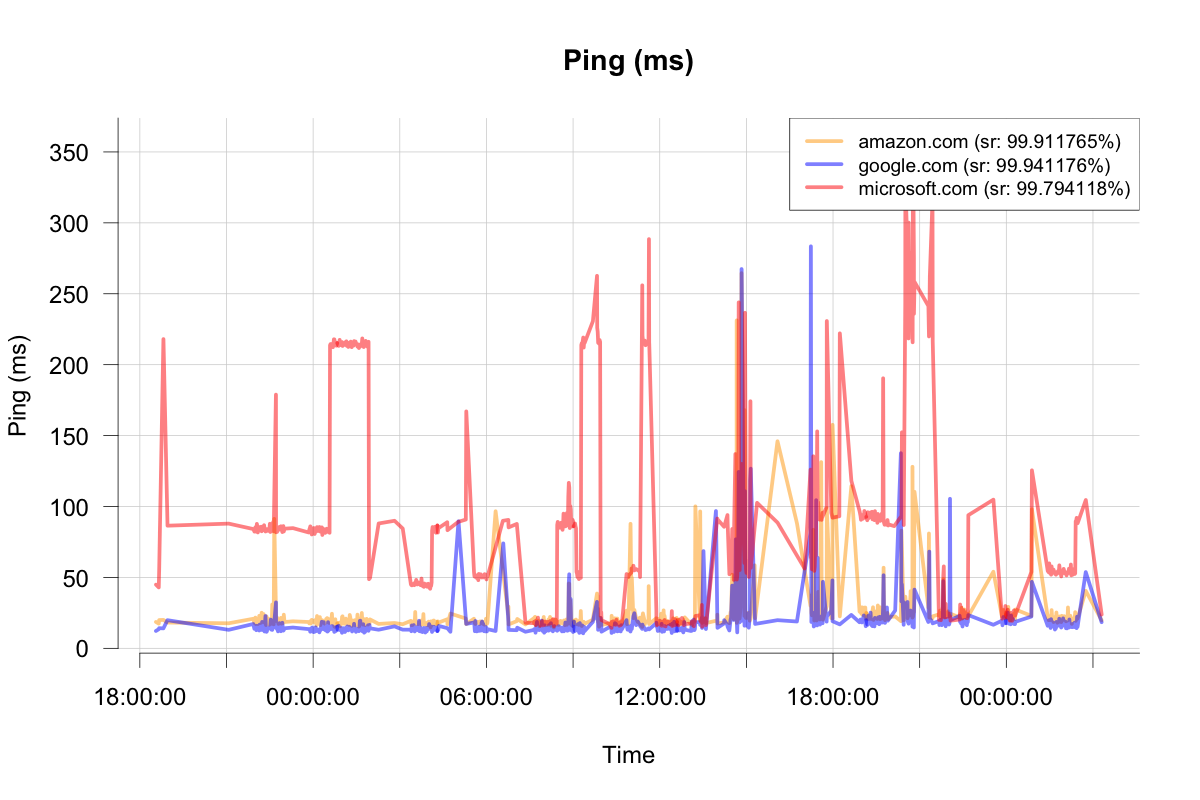 Ping (ms)
amazon.com (sr: 99.911765%)
google.com (sr: 99.941176%)
microsoft.com (sr: 99.794118%)
350
300
250
200
150
100
50
0
Ping (ms)
18:00:00 00:00:00 06:00:00 12:00:00 18:00:00 00:00:00
Time